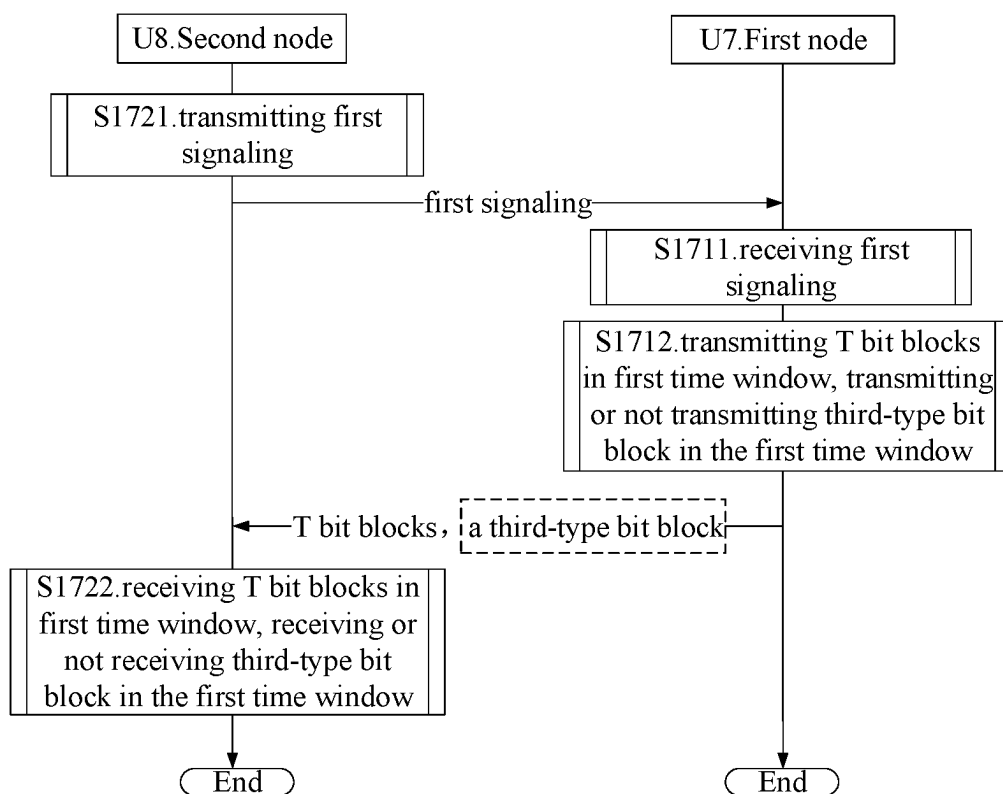 U8.Second node
U7.First node
S1721.transmitting first
signaling
first signaling
S1711.receiving first
signaling
S1712.transmitting T bit blocks
in first time window, transmitting
or not transmitting third-type bit
block in the first time window
T bit blocks, a third-type bit block
S1722.receiving T bit blocks in
first time window, receiving or
not receiving third-type bit
block in the first time window
End
End